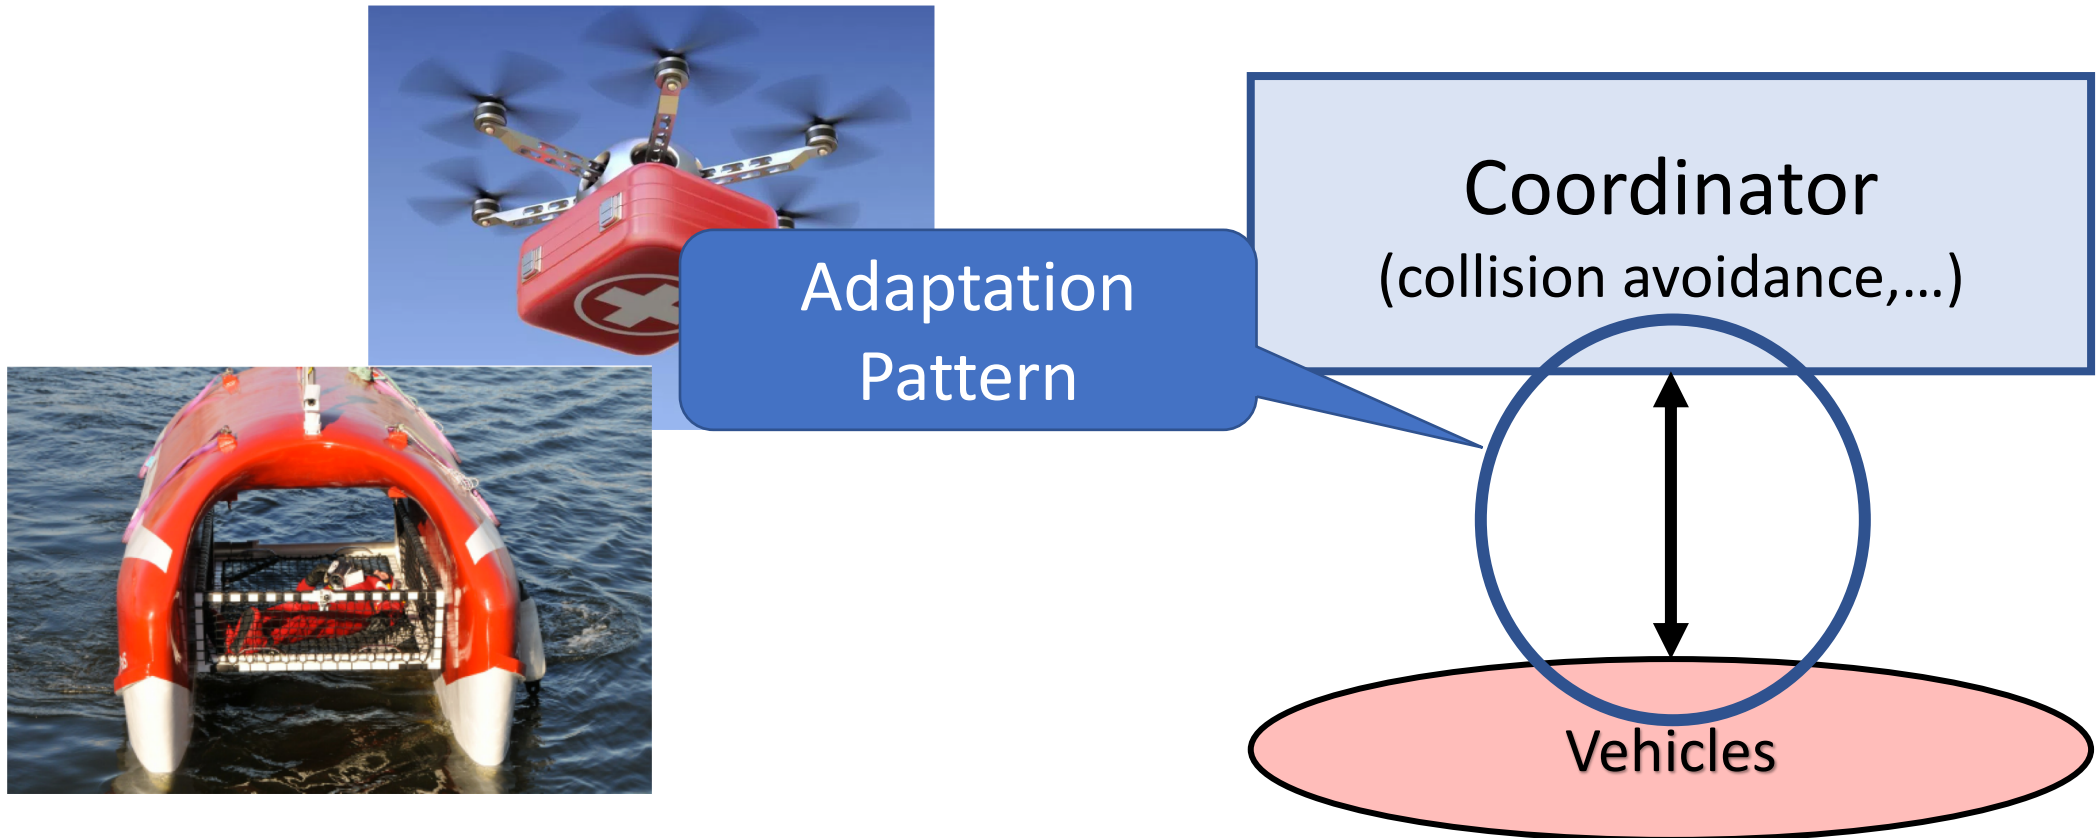 Adaptation
Pattern
Coordinator
(collision avoidance,...)
Vehicles